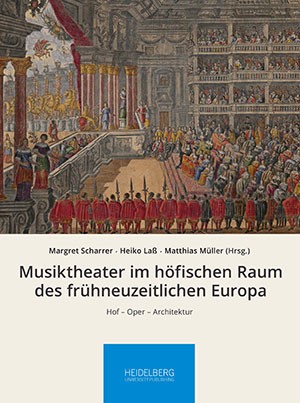 Margret Scharrer · Heiko Laß · Matthias Müller (Hrsg.)
Musiktheater im höfischen Raum
des frühneuzeitlichen Europa
Hof – Oper – Architektur
HEIDELBERG
UNIVERSITY PUBLISHING